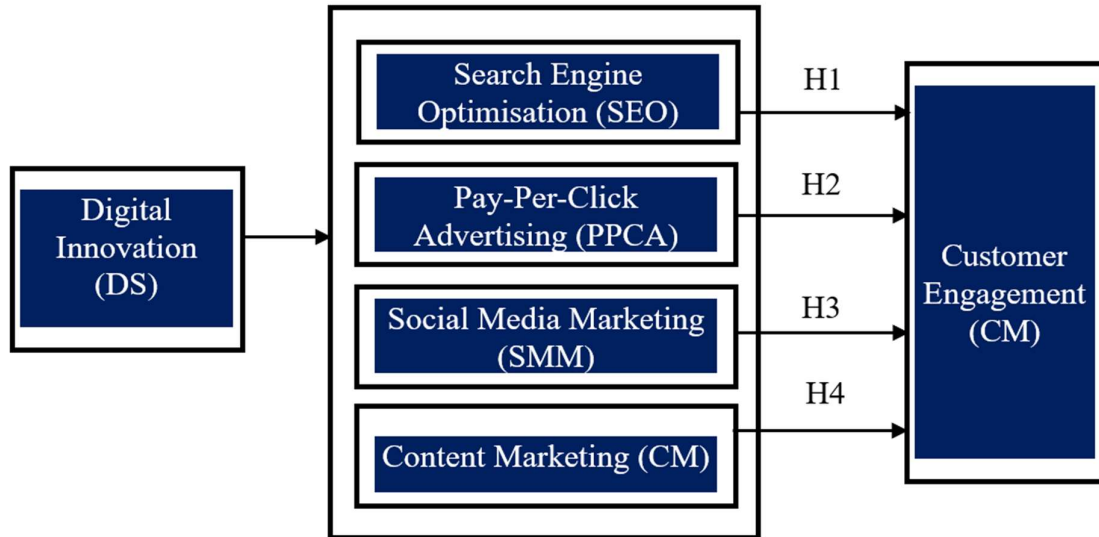 Digital
Innovation
(DS)
Search Engine
Optimisation (SEO)
Pay-Per-Click
Advertising (PPCA)
Social Media Marketing
(SMM)
Content Marketing (CM)
H1
H2
H3
H4
Customer
Engagement
(CM)